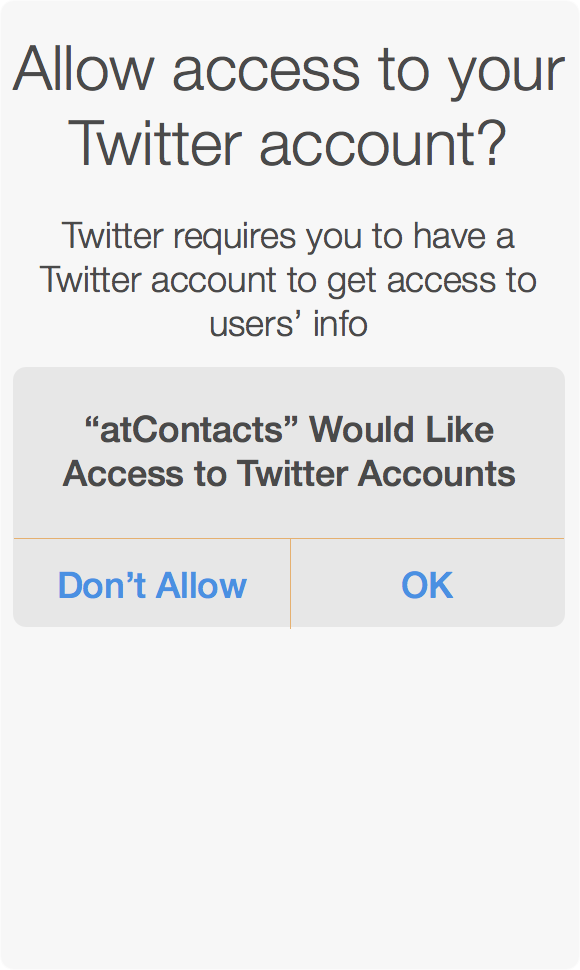 Allow access to your
Twitter account?
Twitter requires you to have a
Twitter account to get access to
users’ info
“atContacts” Would Like
Access to Twitter Accounts
Don’t Allow
OK